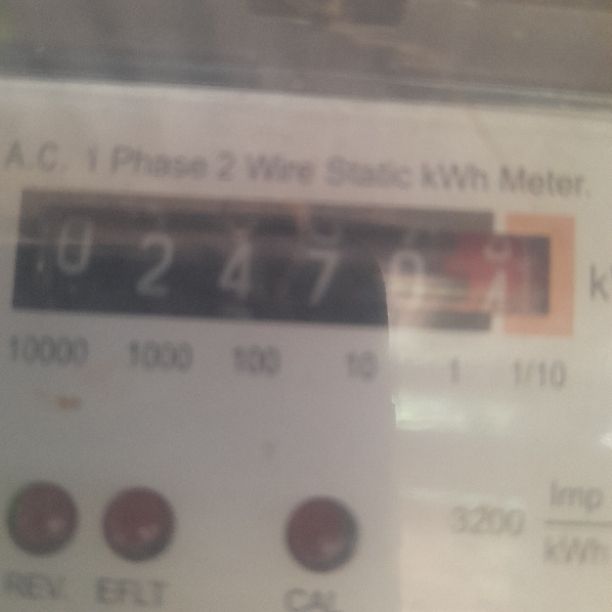 A.C. 1 Phase 2 Wire Static kWh Meter.
0 2 4 7 0
10000 1000 100 10 1 1/10
3200 Imp
kWh
REV. EFLT CAL